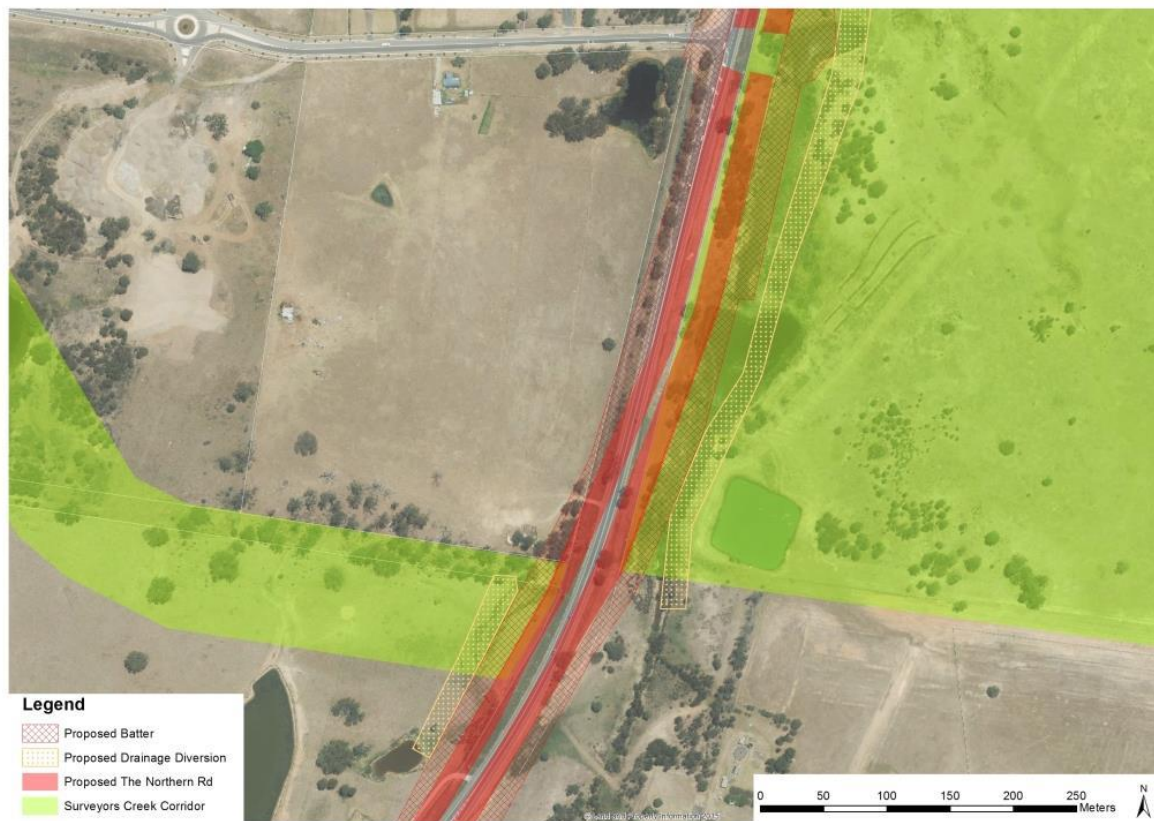 Legend
Proposed Batter
Proposed Drainage Diversion
Proposed The Northern Rd
Surveyors Creek Corridor
0 50 100 150 200 250
Meters
N